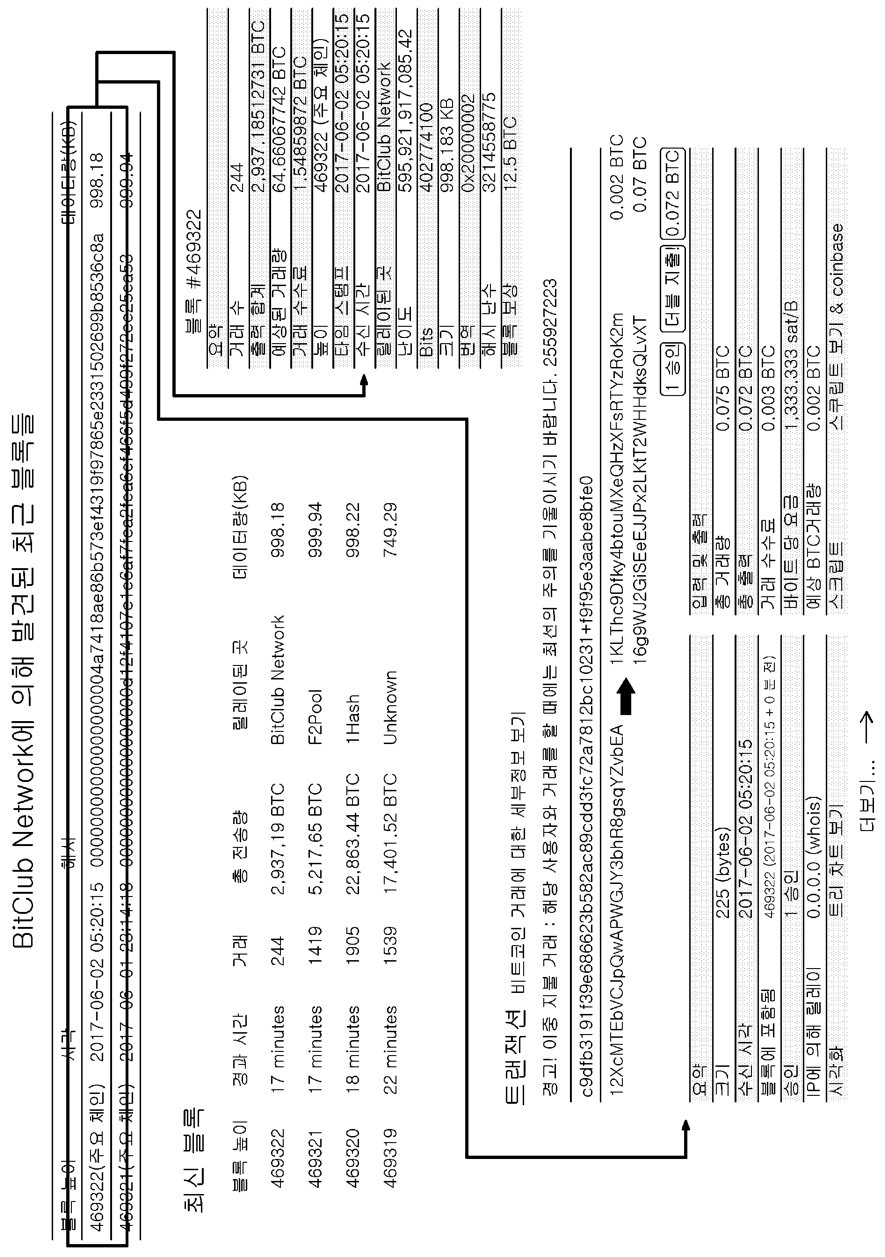 BitClub Network에 의해 발견된 최근 블록들
블록 높이 시각 해시 데이터량(KB)
469322(주요 체인) 2017-06-02 05:20:15 0000000000000000004a7418ae86b573ef4319f97865e2331502699b8536c8a 998.18
469321(주요 체인) 2017-06-01 23:14:18 999.94
최신 블록
블록 높이 경과 시간 거래 총 전송량 릴레이된 곳 데이터량(KB)
469322 17 minutes 244 2,937,19 BTC BitClub Network 998.18
469321 17 minutes 1419 5,217,65 BTC F2Pool 999.94
469320 18 minutes 1905 22,863.44 BTC 1Hash 998.22
469319 22 minutes 1539 17,401.52 BTC Unknown 749.29
블록 #469322
요약
거래 수 244
출력 합계 2,937.18512731 BTC
예상된 거래량 64.66067742 BTC
거래 수수료 1.54859872 BTC
높이 469322 (주요 체인)
타임 스탬프 2017-06-02 05:20:15
수신 시간 2017-06-02 05:20:15
릴레이된 곳 BitClub Network
난이도 595,921,917,085.42
Bits 402774100
크기 998.183 KB
번역 0x20000002
해시 난수 3214558775
블록 보상 12.5 BTC
트랜잭션 비트코인 거래에 대한 세부정보 보기
경고! 이중 지불 거래 : 해당 사용자와 거래를 할 때에는 최선의 주의를 기울이시기 바랍니다. 255927223
c9dfb3191f39e686623b582ac89cdd3fc72a7812bc10231+f9f95e3aabe8bfe0
12XcMTEbVCJpQwAPWGJY3bhR8gsqYZvbEA 1KLThc9Dfky4btouMXeQHzXFsRTYzRoK2m 0.002 BTC
16g9WJ2GiSEeEJJPx2LKtT2WHHdksQLvXT 0.07 BTC
1 승인 더블 지출! 0.072 BTC
요약
크기 225 (bytes)
수신 시각 2017-06-02 05:20:15
블록에 포함됨 469322 (2017-06-02 05:20:15 + 0 분 전)
승인 1 승인
IP에 의해 릴레이 0.0.0.0 (whois)
시각화 트리 차트 보기
입력 및 출력
총 거래량 0.075 BTC
총 출력 0.072 BTC
거래 수수료 0.003 BTC
바이트 당 요금 1,333.333 sat/B
예상 BTC거래량 0.002 BTC
스크립트 스쿠립트 보기 & coinbase
더보기... →